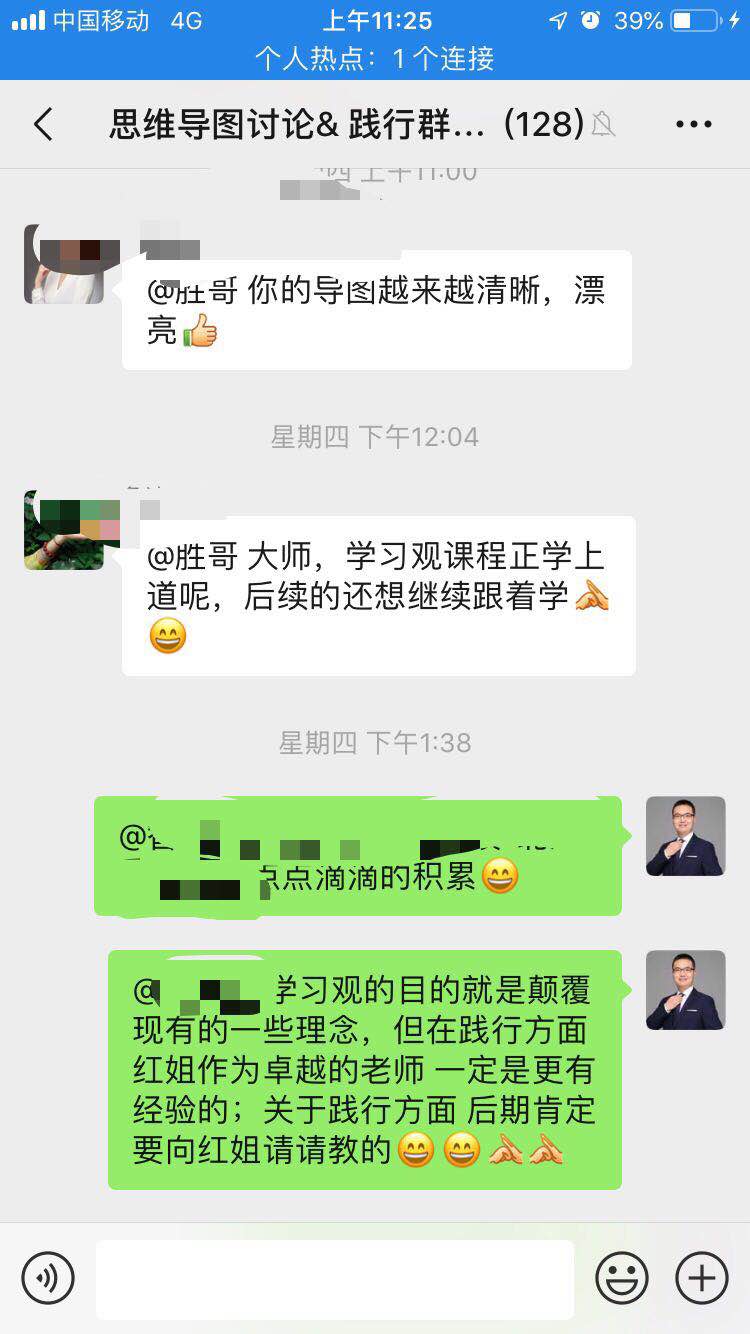 中国移动 4G 上午11:25 39%
个人热点：1 个连接
思维导图讨论& 践行群... (128)
上午11:00
@胜哥 你的导图越来越清晰，漂
亮👍
星期四 下午12:04
@胜哥 大师，学习观课程正学上
道呢，后续的还想继续跟着学🙏
😄
星期四 下午1:38
@
点点滴滴的积累😄
@ 学习观的目的就是颠覆
现有的一些理念，但在践行方面
红姐作为卓越的老师 一定是更有
经验的；关于践行方面 后期肯定
要向红姐请请教的😄😄🙏🙏